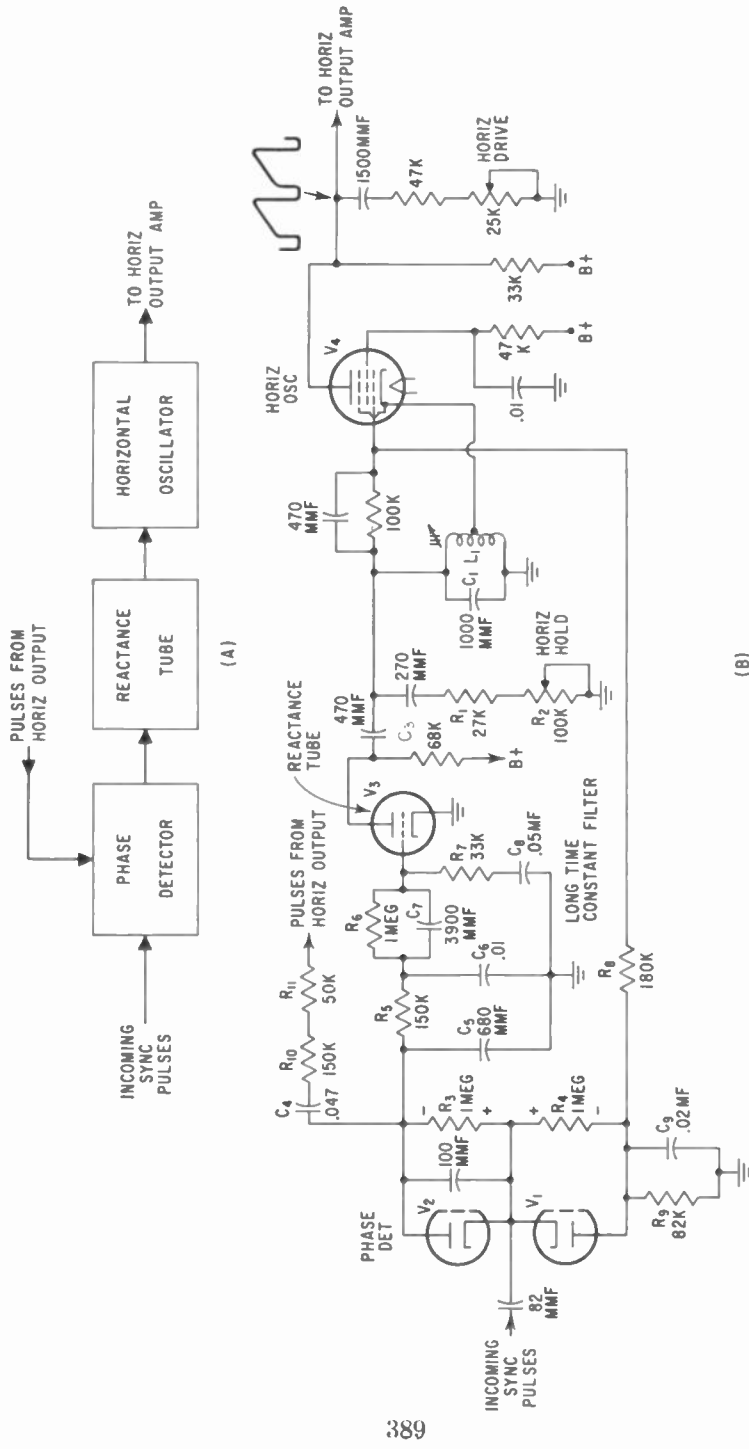 PULSES FROM
HORIZ OUTPUT
INCOMING
SYNC
PULSES
PHASE
DETECTOR
REACTANCE
TUBE
HORIZONTAL
OSCILLATOR
TO HORIZ
OUTPUT AMP
(A)
INCOMING
SYNC
PULSES
82
MMF
PHASE
DET
V2
V1
100
MMF
- R3 1MEG +
+ R4 1MEG -
R9
82K
C9
.02MF
C4
.047
R10
150K
R11
50K
PULSES FROM
HORIZ OUTPUT
R5
150K
C5
680
MMF
C6
.01
R6
1MEG
C7
3900
MMF
R7
33K
C8
.05MF
LONG TIME
CONSTANT FILTER
R8
180K
REACTANCE
TUBE
V3
68K
B+
470
MMF
C3
270
MMF
R1
27K
R2
100K
HORIZ
HOLD
470
MMF
100K
C1
1000
MMF
L1
HORIZ
OSC
V4
.01
47
K
B+
33K
B+
TO HORIZ
OUTPUT AMP
1500MMF
47K
25K
HORIZ
DRIVE
(B)
389